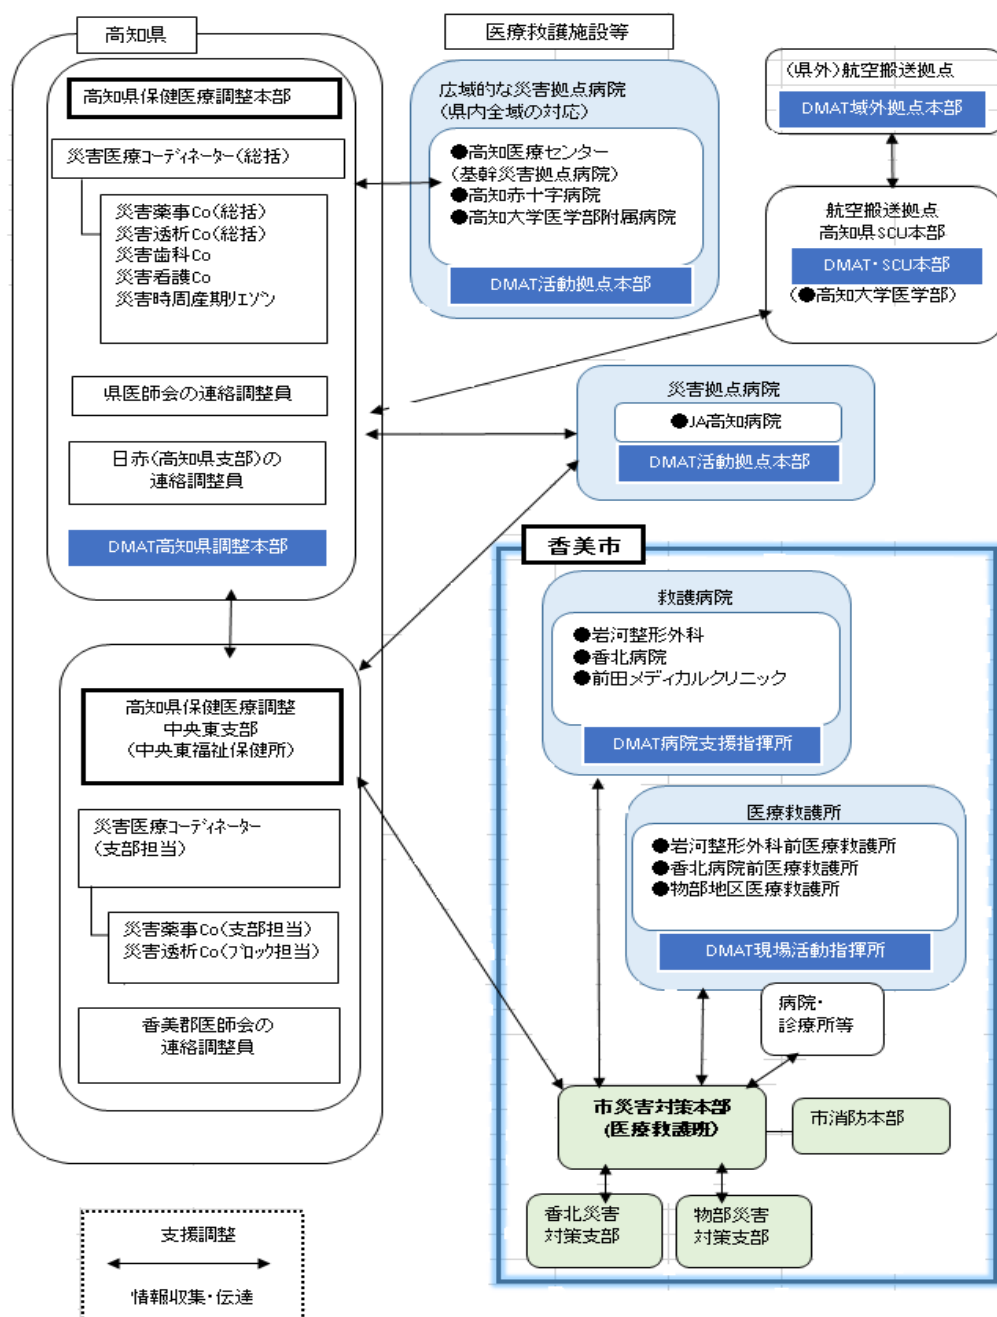 高知県
高知県保健医療調整本部
災害医療コーディネーター(総括)
災害薬事Co(総括)
災害透析Co(総括)
災害歯科Co
災害看護Co
災害時周産期リエゾン
県医師会の連絡調整員
日赤(高知県支部)の
連絡調整員
DMAT高知県調整本部
高知県保健医療調整
中央東支部
(中央東福祉保健所)
災害医療コーディネーター
(支部担当)
災害薬事Co(支部担当)
災害透析Co(ブロック担当)
香美郡医師会の
連絡調整員
支援調整
情報収集・伝達
医療救護施設等
広域的な災害拠点病院
(県内全域の対応)
●高知医療センター
(基幹災害拠点病院)
●高知赤十字病院
●高知大学医学部附属病院
DMAT活動拠点本部
(県外)航空搬送拠点
DMAT域外拠点本部
航空搬送拠点
高知県SCU本部
DMAT・SCU本部
(●高知大学医学部)
災害拠点病院
●JA高知病院
DMAT活動拠点本部
香美市
救護病院
●岩河整形外科
●香北病院
●前田メディカルクリニック
DMAT病院支援指揮所
医療救護所
●岩河整形外科前医療救護所
●香北病院前医療救護所
●物部地区医療救護所
DMAT現場活動指揮所
病院・
診療所等
市災害対策本部
(医療救護班)
市消防本部
香北災害
対策支部
物部災害
対策支部